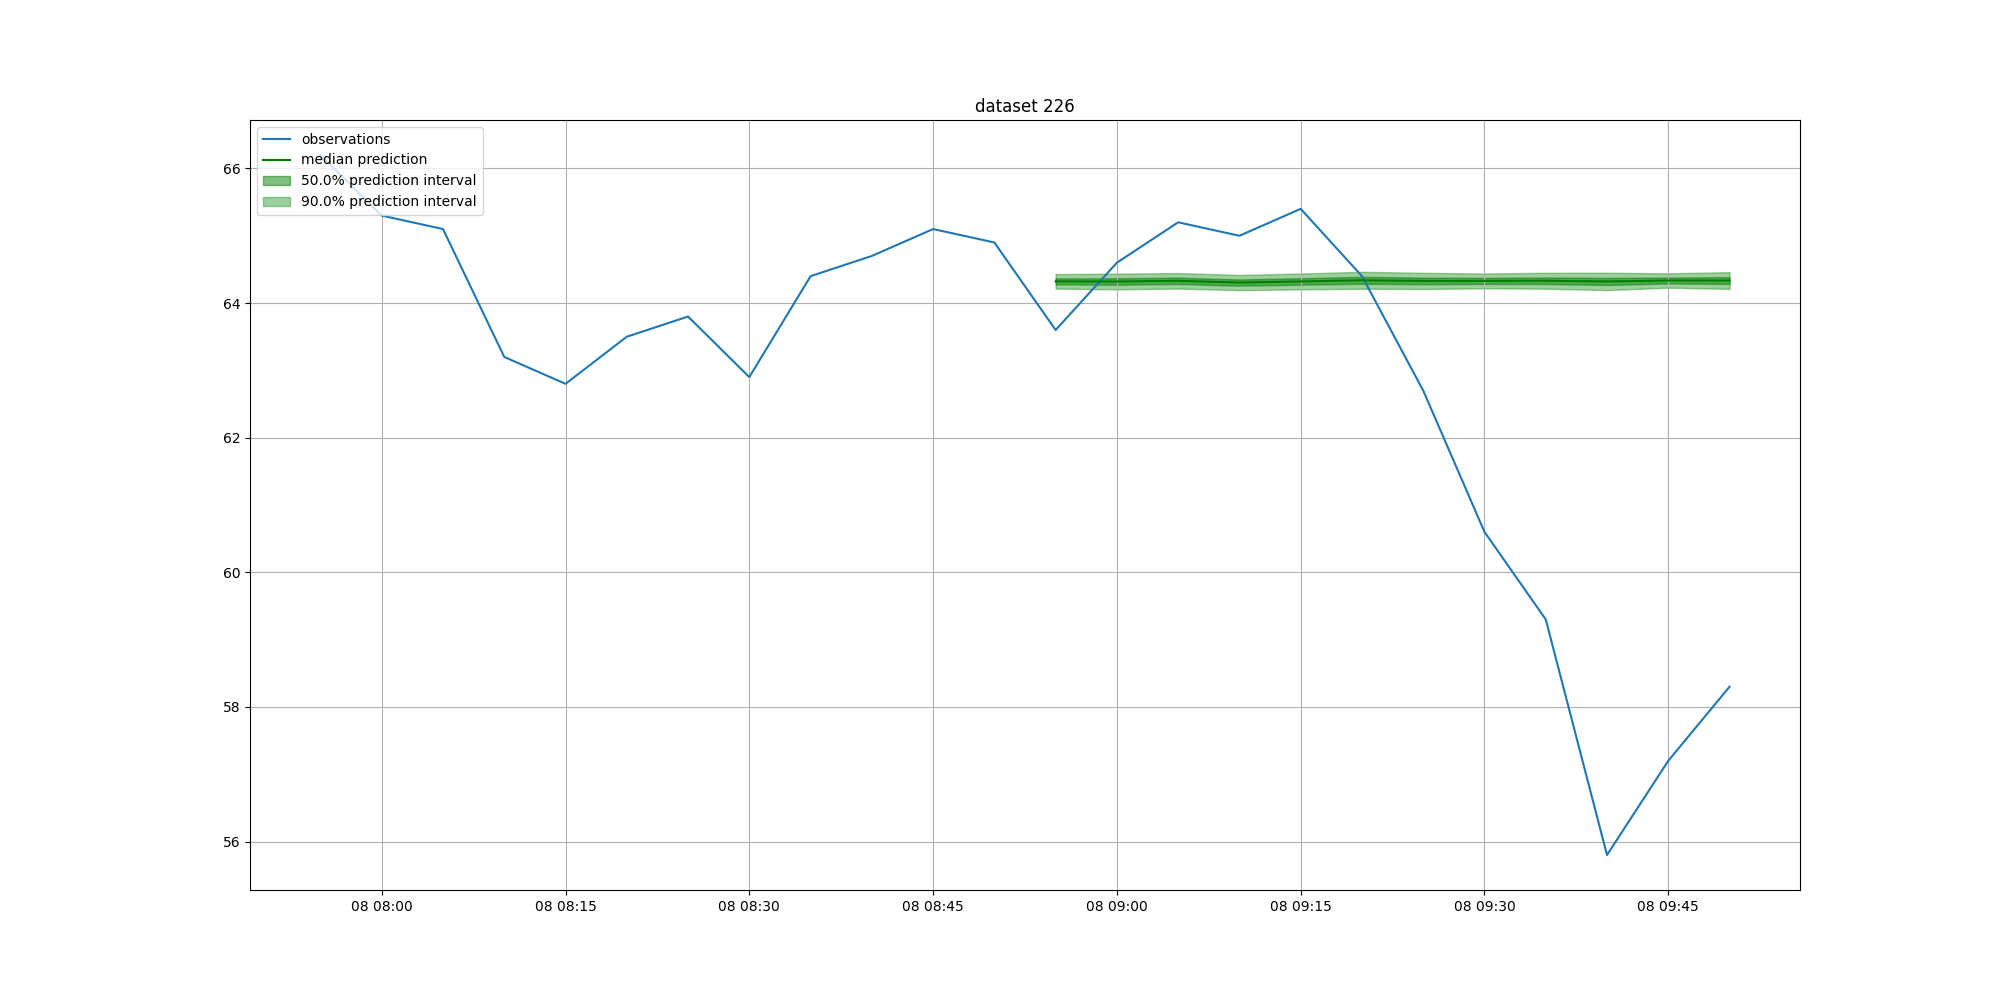 dataset 226
observations
median prediction
50.0% prediction interval
90.0% prediction interval
66
64
62
60
58
56
08 08:00 08 08:15 08 08:30 08 08:45 08 09:00 08 09:15 08 09:30 08 09:45